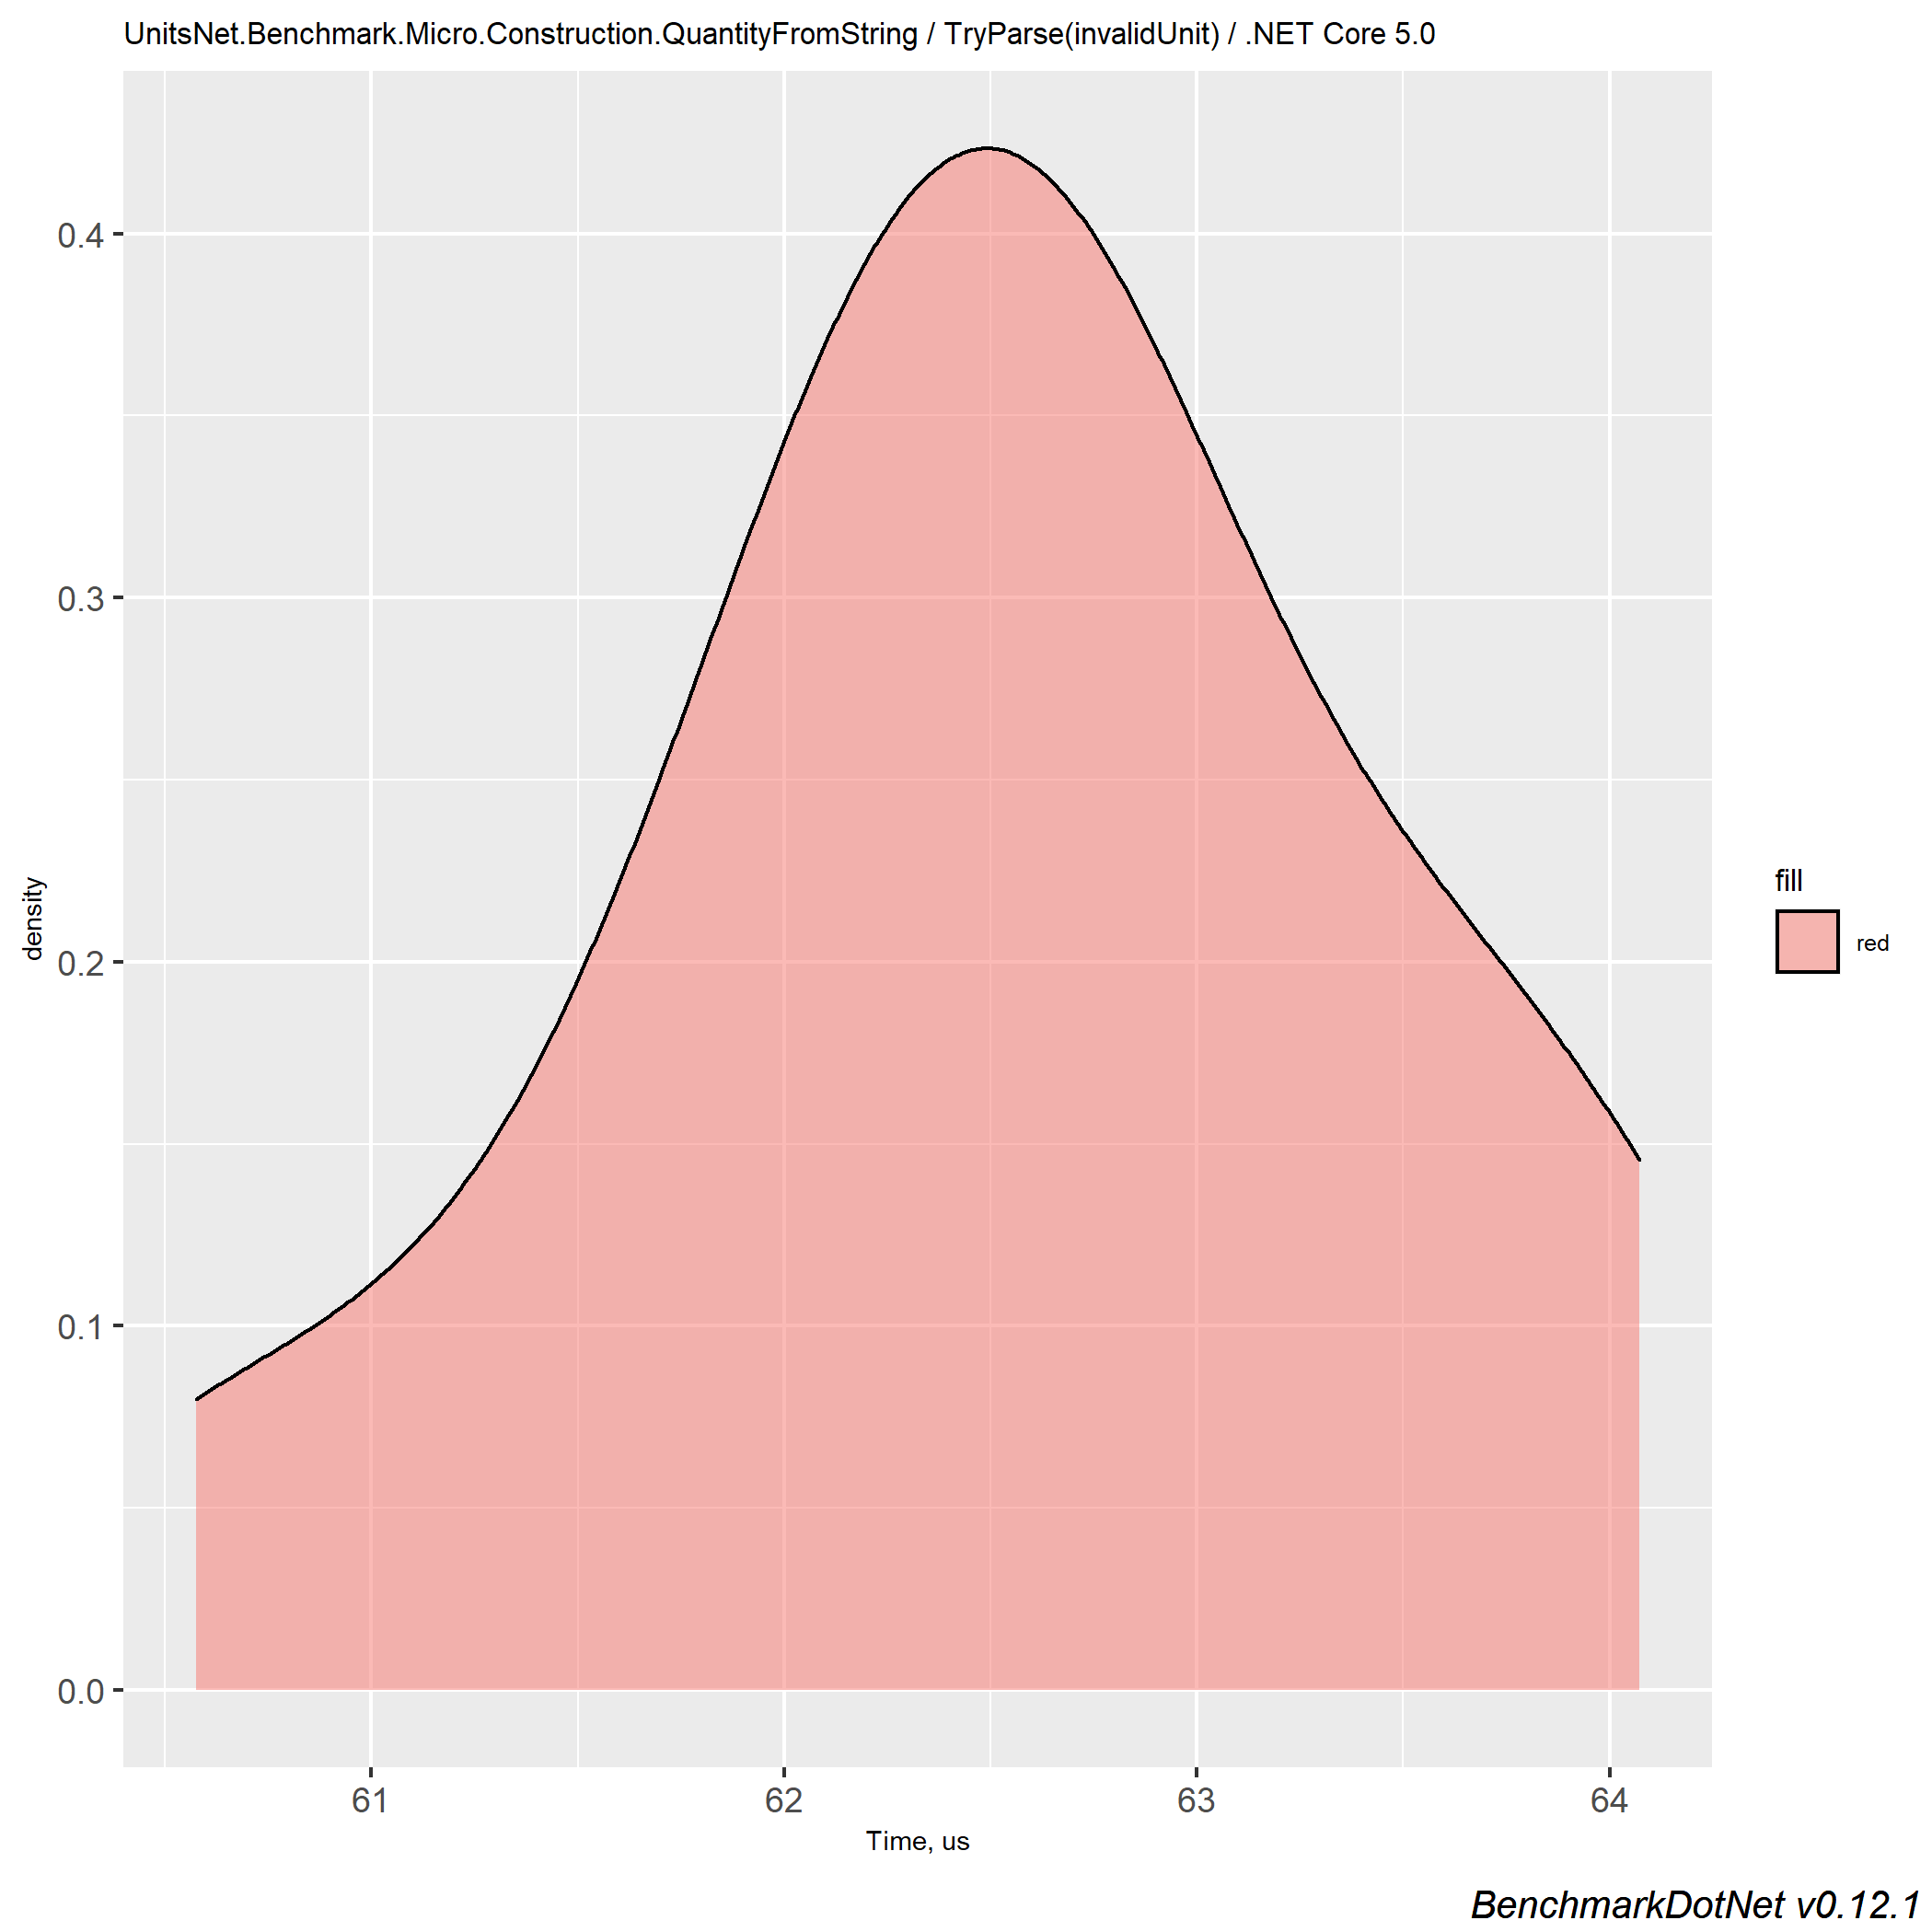 UnitsNet.Benchmark.Micro.Construction.QuantityFromString / TryParse(invalidUnit) / .NET Core 5.0
density
0.4
0.3
0.2
0.1
0.0
61 62 63 64
Time, us
fill
red
BenchmarkDotNet v0.12.1